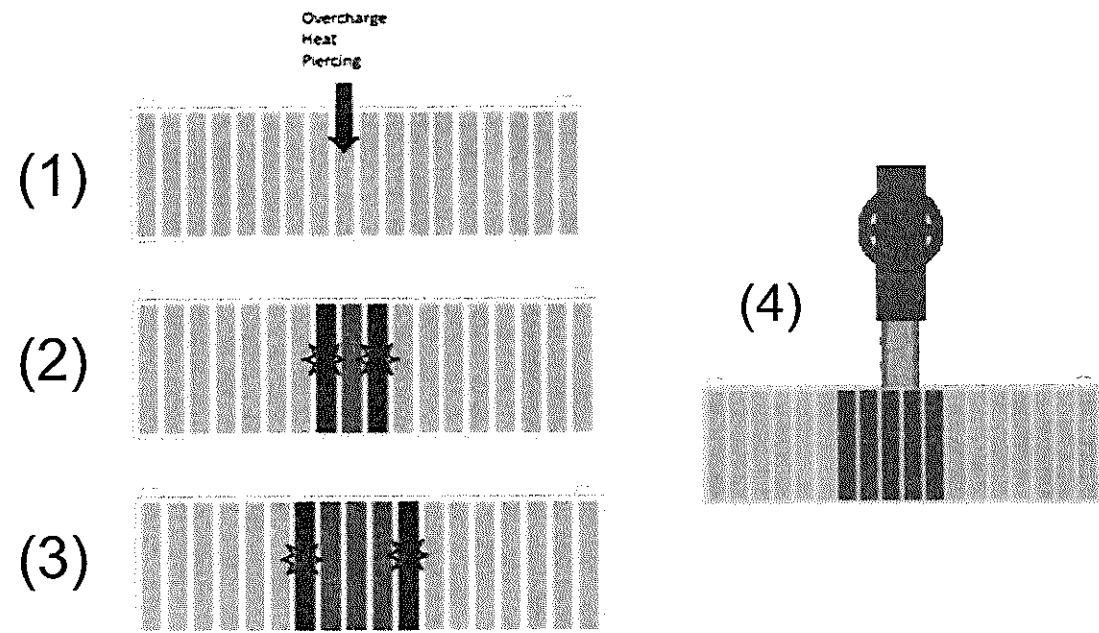 Overcharge
Heat
Piercing
(1)
(2)
(3)
(4)